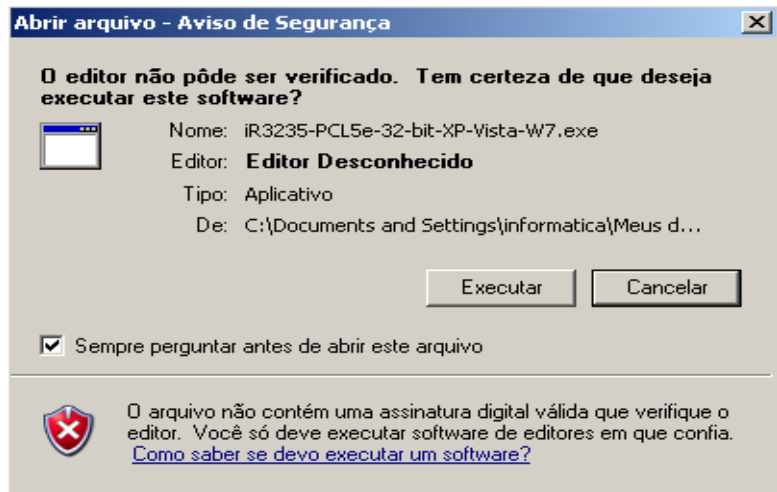 Abrir arquivo - Aviso de Segurança
O editor não pôde ser verificado. Tem certeza de que deseja
executar este software?
Nome: iR3235-PCL5e-32-bit-XP-Vista-W7.exe
Editor: Editor Desconhecido
Tipo: Aplicativo
De: C:\Documents and Settings\informatica\Meus d...
Executar Cancelar
Sempre perguntar antes de abrir este arquivo
O arquivo não contém uma assinatura digital válida que verifique o
editor. Você só deve executar software de editores em que confia.
Como saber se devo executar um software?